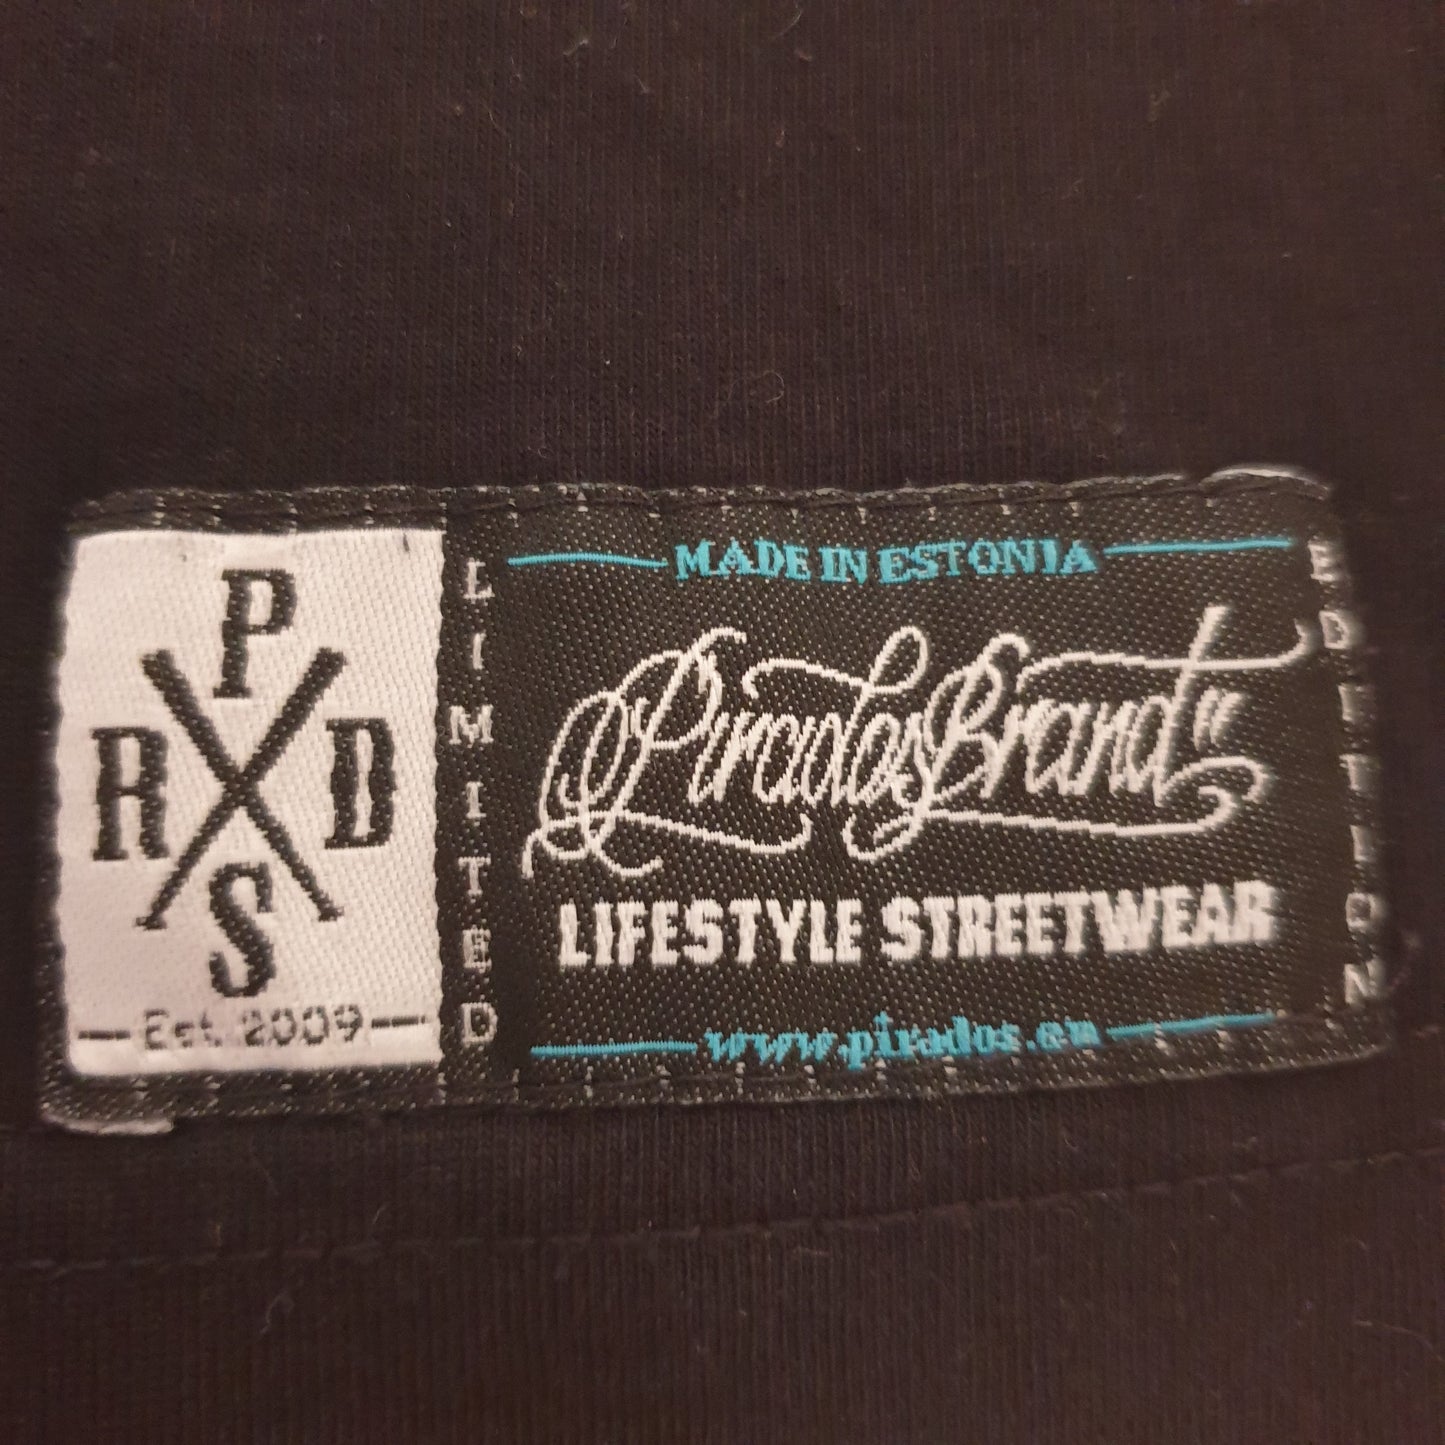 P
R D
S
Est. 2009
LIMITED
MADE IN ESTONIA
"PiradosBrand"
LIFESTYLE STREETWEAR
www.pirados.eu
EDITION